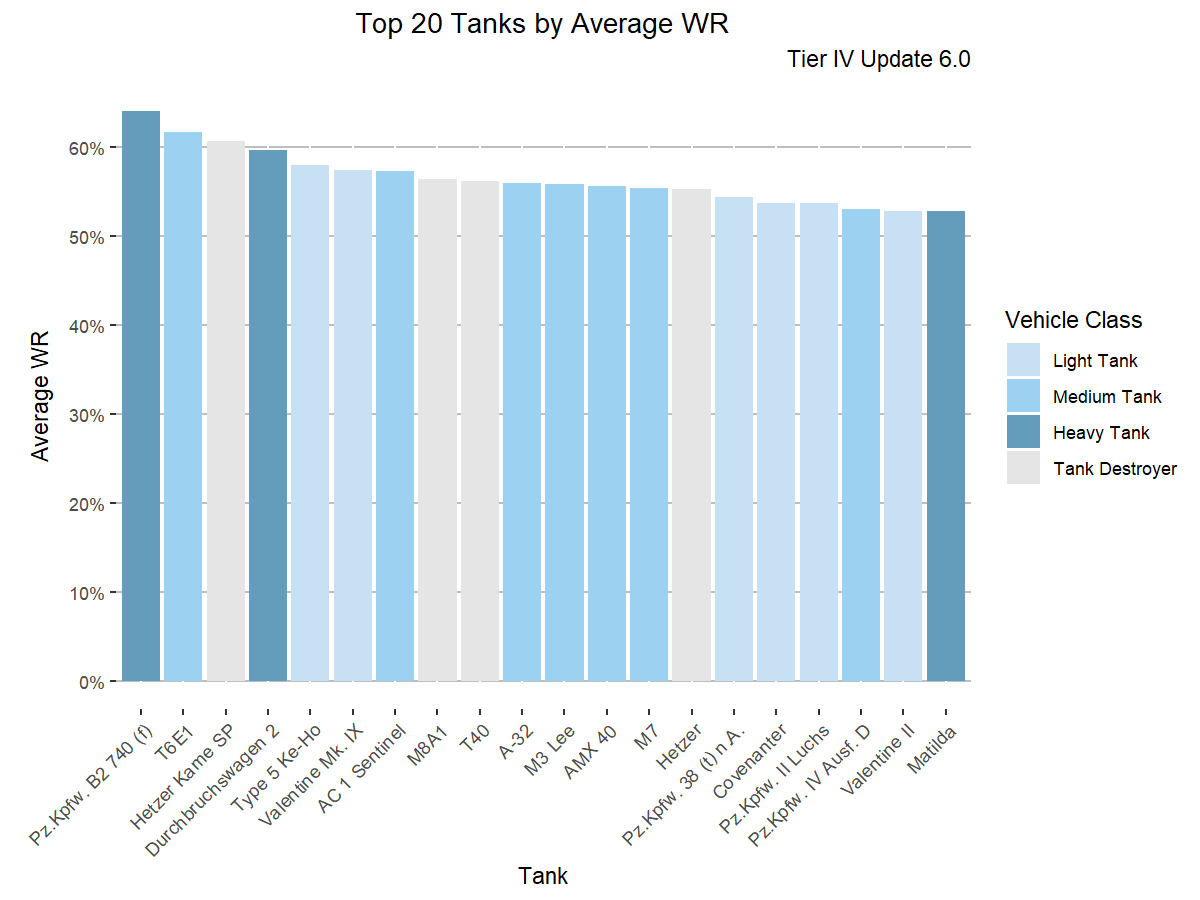 Top 20 Tanks by Average WR
Tier IV Update 6.0
Average WR
60%
50%
40%
30%
20%
10%
0%
Pz.Kpfw. B2 740 (f)
T6E1
Hetzer Kame SP
Durchbruchswagen 2
Type 5 Ke-Ho
Valentine Mk. IX
AC 1 Sentinel
M8A1
T40
A-32
M3 Lee
AMX 40
M7
Hetzer
Pz.Kpfw. 38 (t) n.A.
Covenanter
Pz.Kpfw. II Luchs
Pz.Kpfw. IV Ausf. D
Valentine II
Matilda
Tank
Vehicle Class
Light Tank
Medium Tank
Heavy Tank
Tank Destroyer